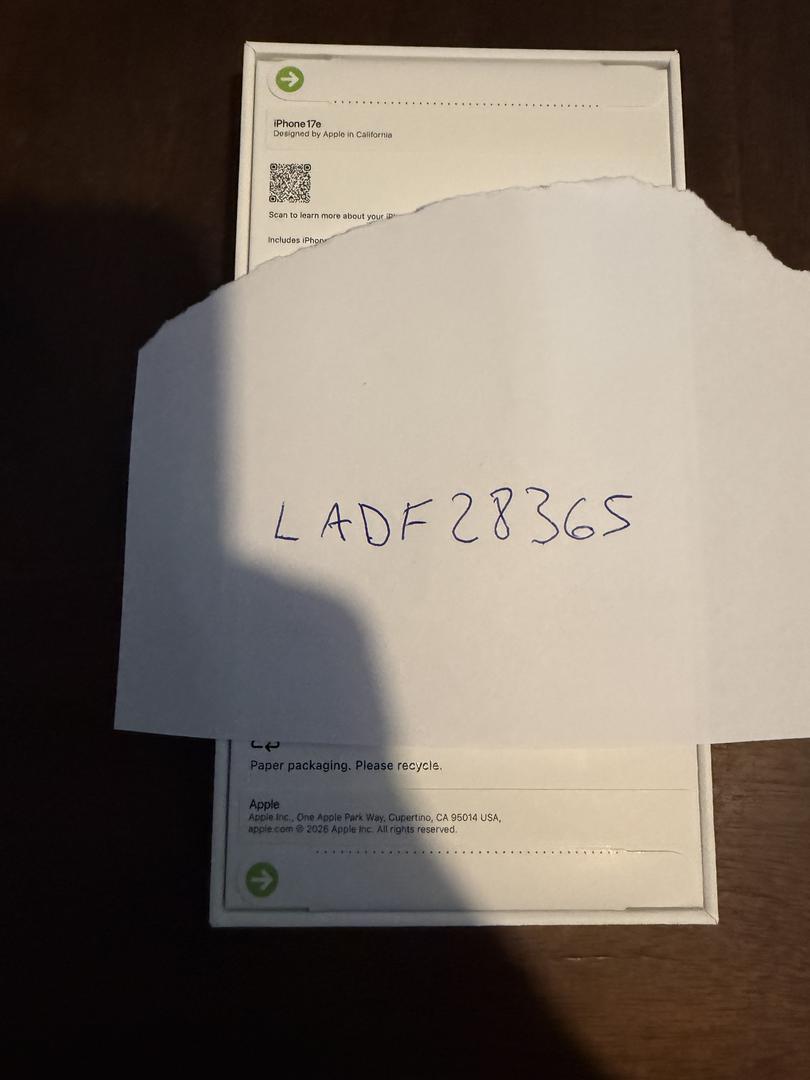 iPhone 17e
Designed by Apple in California
Scan to learn more about your
Includes
LADF28365
Paper packaging. Please recycle.
Apple
Apple Inc., One Apple Park Way, Cupertino, CA 95014 USA,
apple.com © 2026 Apple Inc. All rights reserved.